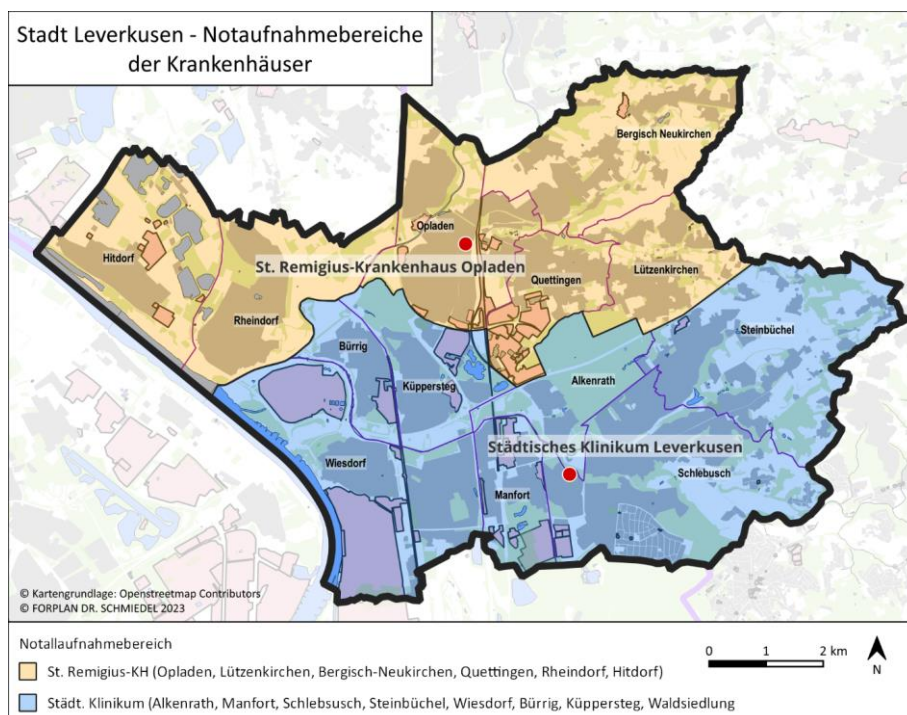 Stadt Leverkusen - Notaufnahmebereiche
der Krankenhäuser
Bergisch Neukirchen
Opladen
Hitdorf
St. Remigius-Krankenhaus Opladen
Lützenkirchen
Quettingen
Rheindorf
Steinbüchel
Bürrig
Alkenrath
Küppersteg
Städtisches Klinikum Leverkusen
Wiesdorf
Schlebusch
Manfort
© Kartengrundlage: Openstreetmap Contributors
© FORPLAN DR. SCHMIEDEL 2023
Notallaufnahmebereich
St. Remigius-KH (Opladen, Lützenkirchen, Bergisch-Neukirchen, Quettingen, Rheindorf, Hitdorf)
Städt. Klinikum (Alkenrath, Manfort, Schlebsusch, Steinbüchel, Wiesdorf, Bürrig, Küppersteg, Waldsiedlung
0 1 2 km
N